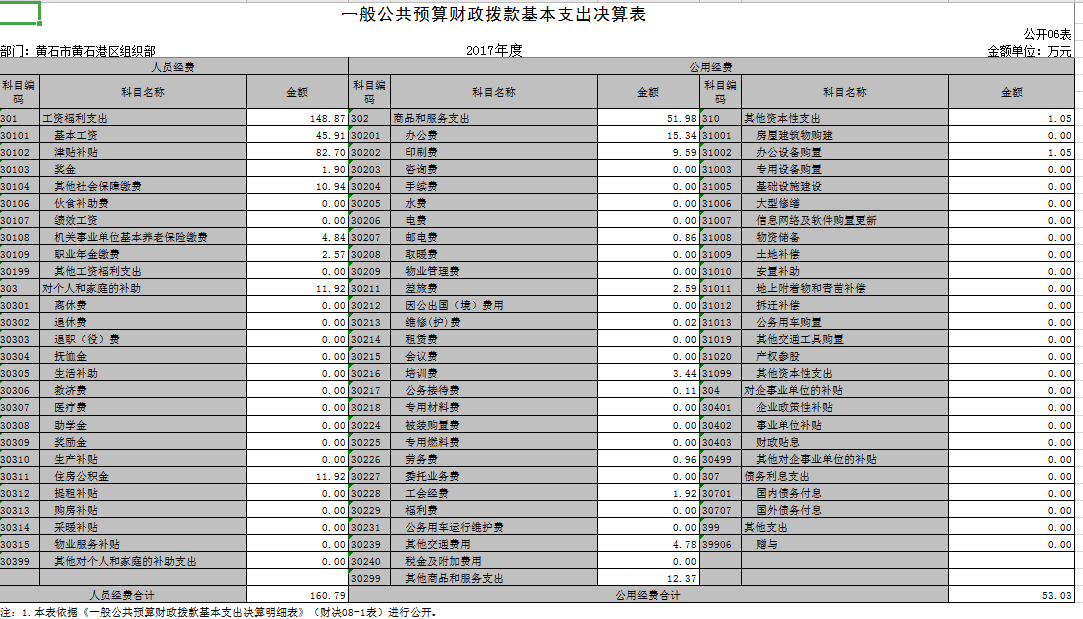 一般公共预算财政拨款基本支出决算表
公开06表
部门：黄石市黄石港区组织部 2017年度 金额单位：万元
人员经费 公用经费
科目编码 科目名称 金额 科目编码 科目名称 金额 科目编码 科目名称 金额
301 工资福利支出 148.87 302 商品和服务支出 51.98 310 其他资本性支出 1.05
30101 基本工资 45.91 30201 办公费 15.34 31001 房屋建筑物购建 0.00
30102 津贴补贴 82.70 30202 印刷费 9.59 31002 办公设备购置 1.05
30103 奖金 1.90 30203 咨询费 0.00 31003 专用设备购置 0.00
30104 其他社会保障缴费 10.94 30204 手续费 0.00 31005 基础设施建设 0.00
30106 伙食补助费 0.00 30205 水费 0.00 31006 大型修缮 0.00
30107 绩效工资 0.00 30206 电费 0.00 31007 信息网络及软件购置更新 0.00
30108 机关事业单位基本养老保险缴费 4.84 30207 邮电费 0.86 31008 物资储备 0.00
30109 职业年金缴费 2.57 30208 取暖费 0.00 31009 土地补偿 0.00
30199 其他工资福利支出 0.00 30209 物业管理费 0.00 31010 安置补助 0.00
303 对个人和家庭的补助 11.92 30211 差旅费 2.59 31011 地上附着物和青苗补偿 0.00
30301 离休费 0.00 30212 因公出国（境）费用 0.00 31012 拆迁补偿 0.00
30302 退休费 0.00 30213 维修(护)费 0.02 31013 公务用车购置 0.00
30303 退职（役）费 0.00 30214 租赁费 0.00 31019 其他交通工具购置 0.00
30304 抚恤金 0.00 30215 会议费 0.00 31020 产权参股 0.00
30305 生活补助 0.00 30216 培训费 3.44 31099 其他资本性支出 0.00
30306 救济费 0.00 30217 公务接待费 0.11 304 对企事业单位的补贴 0.00
30307 医疗费 0.00 30218 专用材料费 0.00 30401 企业政策性补贴 0.00
30308 助学金 0.00 30224 被装购置费 0.00 30402 事业单位补贴 0.00
30309 奖励金 0.00 30225 专用燃料费 0.00 30403 财政贴息 0.00
30310 生产补贴 0.00 30226 劳务费 0.96 30499 其他对企事业单位的补贴 0.00
30311 住房公积金 11.92 30227 委托业务费 0.00 307 债务利息支出 0.00
30312 提租补贴 0.00 30228 工会经费 1.92 30701 国内债务付息 0.00
30313 购房补贴 0.00 30229 福利费 0.00 30707 国外债务付息 0.00
30314 采暖补贴 0.00 30231 公务用车运行维护费 0.00 399 其他支出 0.00
30315 物业服务补贴 0.00 30239 其他交通费用 4.78 39906 赠与 0.00
30399 其他对个人和家庭的补助支出 0.00 30240 税金及附加费用 0.00
30299 其他商品和服务支出 12.37
人员经费合计 160.79 公用经费合计 53.03
注：1.本表依据《一般公共预算财政拨款基本支出决算明细表》（财决08-1表）进行公开。